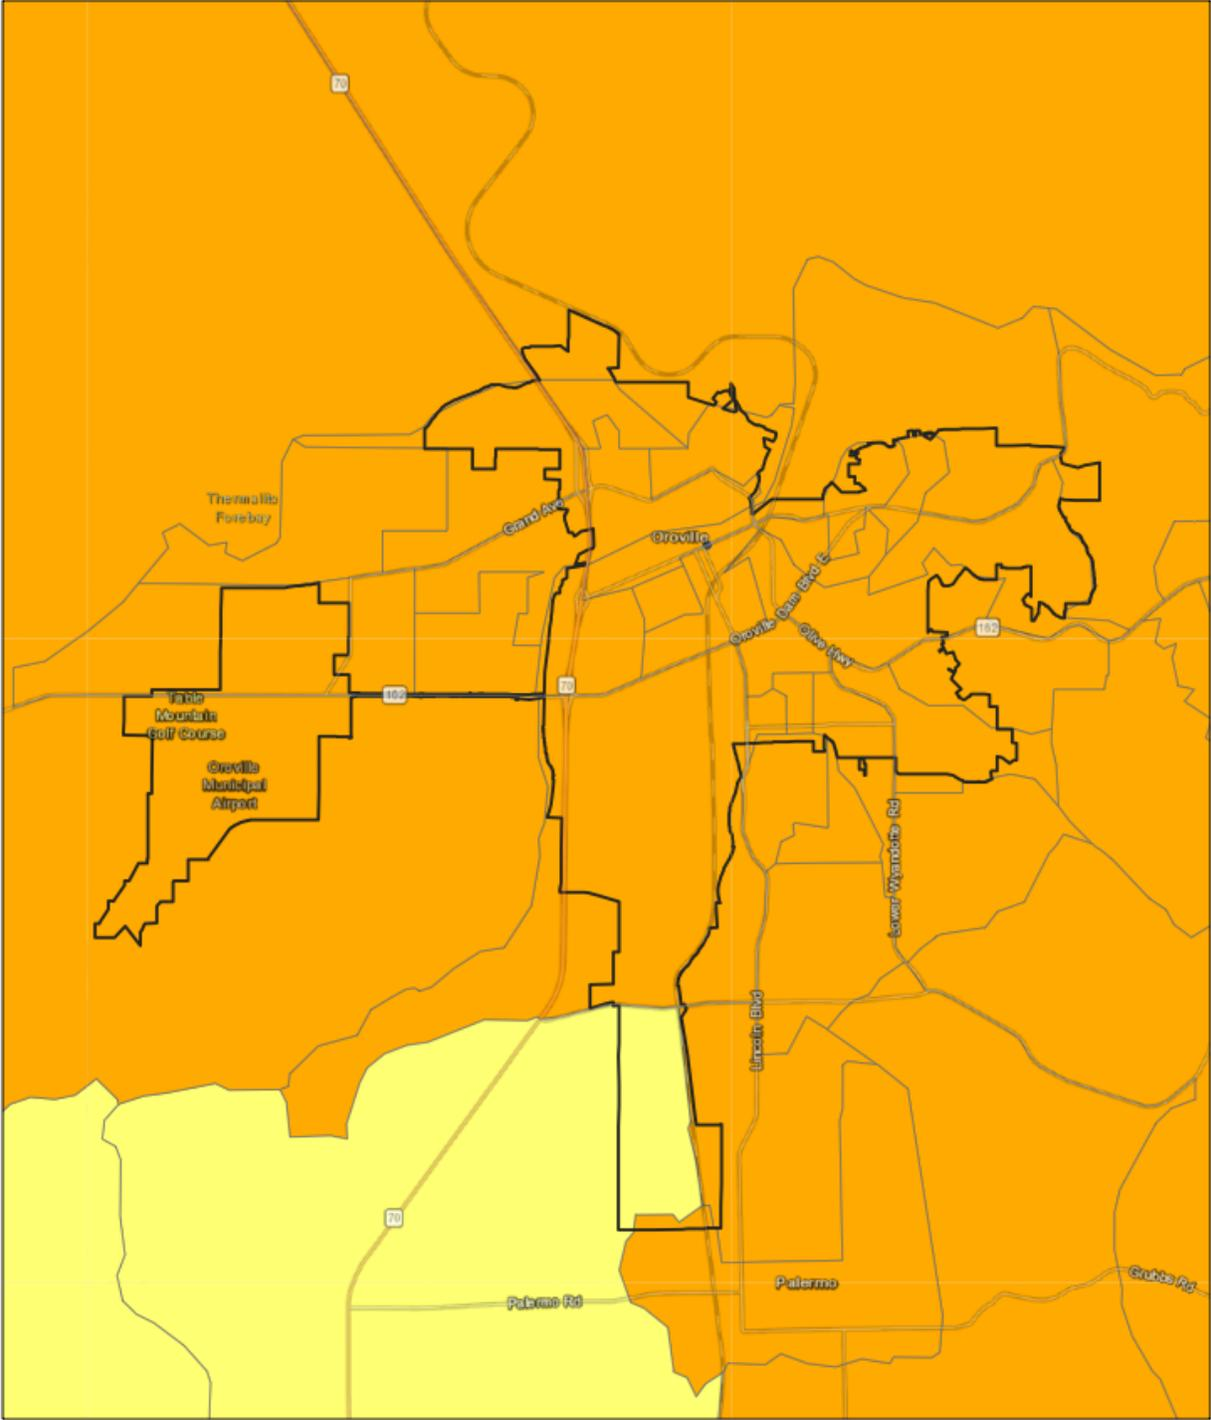 70
Thermalito
Forebay
Grand Ave
Oroville
Oroville Dam Blvd E
Olive Hwy
162
70
162
Table
Mountain
Golf Course
Oroville
Municipal
Airport
Lower Wyandotte Rd
Lincoln Blvd
70
Palermo
Grubbs Rd
Palermo Rd